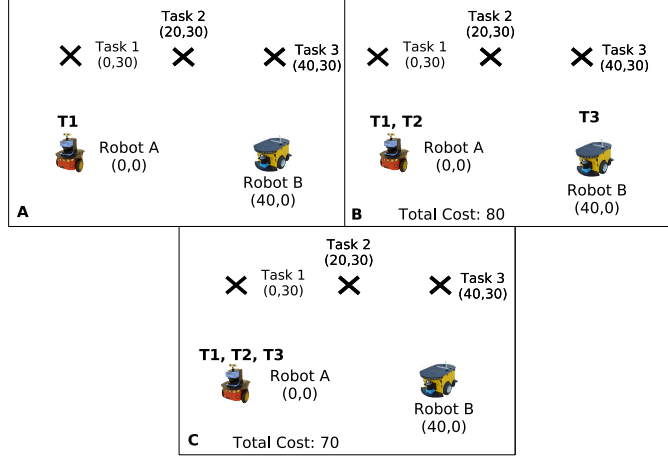 Task 2
(20,30)
Task 1
(0,30)
Task 3
(40,30)
T1
Robot A
(0,0)
Robot B
(40,0)
A
Task 2
(20,30)
Task 1
(0,30)
Task 3
(40,30)
T1, T2
T3
Robot A
(0,0)
Robot B
(40,0)
B
Total Cost: 80
Task 2
(20,30)
Task 1
(0,30)
Task 3
(40,30)
T1, T2, T3
Robot A
(0,0)
Robot B
(40,0)
C
Total Cost: 70